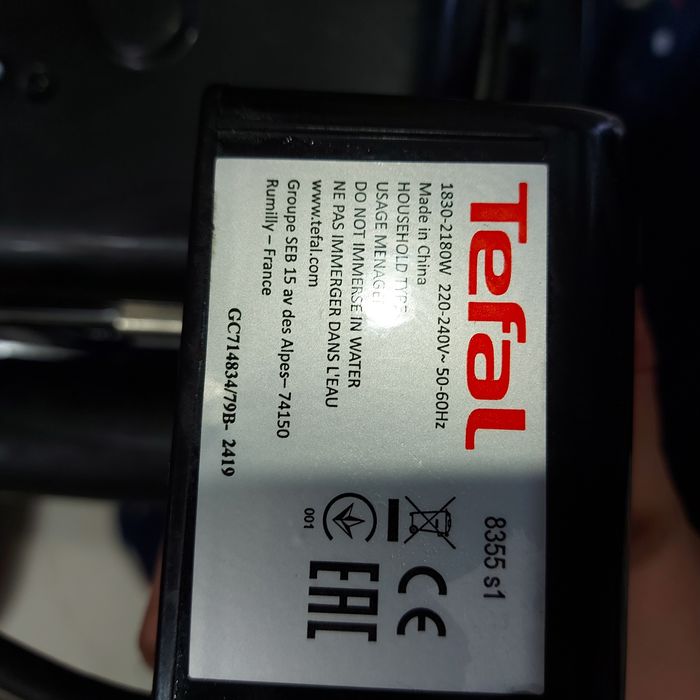 Tefal
8355 s1
1830-2180W 220-240V~ 50-60Hz
Made in China
HOUSEHOLD TYPE
USAGE MENAGE
DO NOT IMMERSE IN WATER
NE PAS IMMERGER DANS L'EAU
www.tefal.com
Groupe SEB 15 av des Alpes– 74150
Rumilly – France
GC714834/79B- 2419
CE
001
EAC